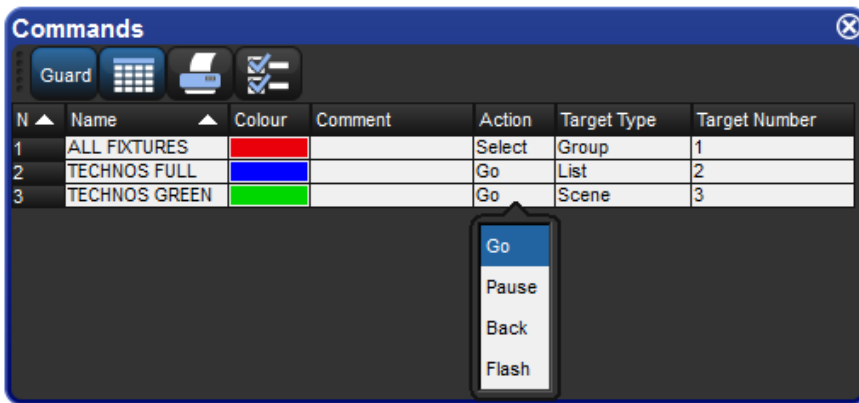 Commands
Guard
N Name Colour Comment Action Target Type Target Number
1 ALL FIXTURES Select Group 1
2 TECHNOS FULL Go List 2
3 TECHNOS GREEN Go Scene 3
Go
Pause
Back
Flash